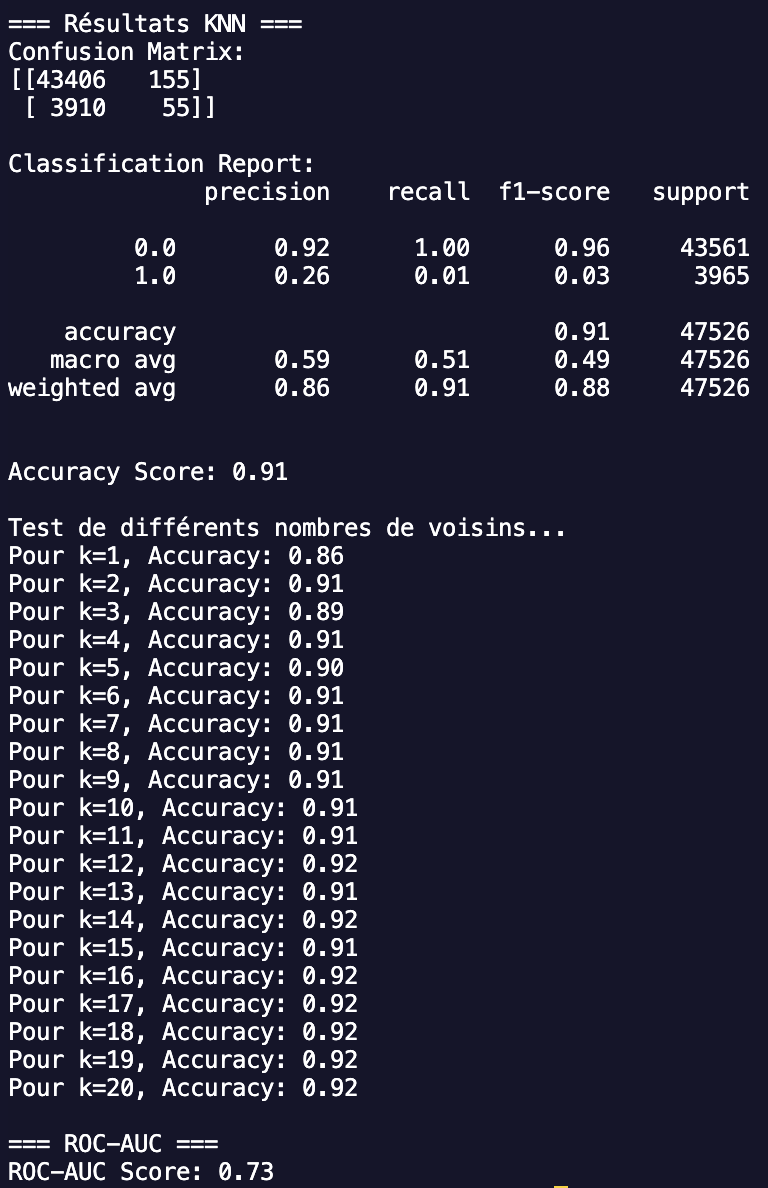 === Résultats KNN ===
Confusion Matrix:
[[43406   155]
 [ 3910    55]]
Classification Report:
              precision    recall  f1-score   support
         0.0       0.92      1.00      0.96     43561
         1.0       0.26      0.01      0.03      3965
    accuracy                           0.91     47526
   macro avg       0.59      0.51      0.49     47526
weighted avg       0.86      0.91      0.88     47526
Accuracy Score: 0.91
Test de différents nombres de voisins...
Pour k=1, Accuracy: 0.86
Pour k=2, Accuracy: 0.91
Pour k=3, Accuracy: 0.89
Pour k=4, Accuracy: 0.91
Pour k=5, Accuracy: 0.90
Pour k=6, Accuracy: 0.91
Pour k=7, Accuracy: 0.91
Pour k=8, Accuracy: 0.91
Pour k=9, Accuracy: 0.91
Pour k=10, Accuracy: 0.91
Pour k=11, Accuracy: 0.91
Pour k=12, Accuracy: 0.92
Pour k=13, Accuracy: 0.91
Pour k=14, Accuracy: 0.92
Pour k=15, Accuracy: 0.91
Pour k=16, Accuracy: 0.92
Pour k=17, Accuracy: 0.92
Pour k=18, Accuracy: 0.92
Pour k=19, Accuracy: 0.92
Pour k=20, Accuracy: 0.92
=== ROC-AUC ===
ROC-AUC Score: 0.73